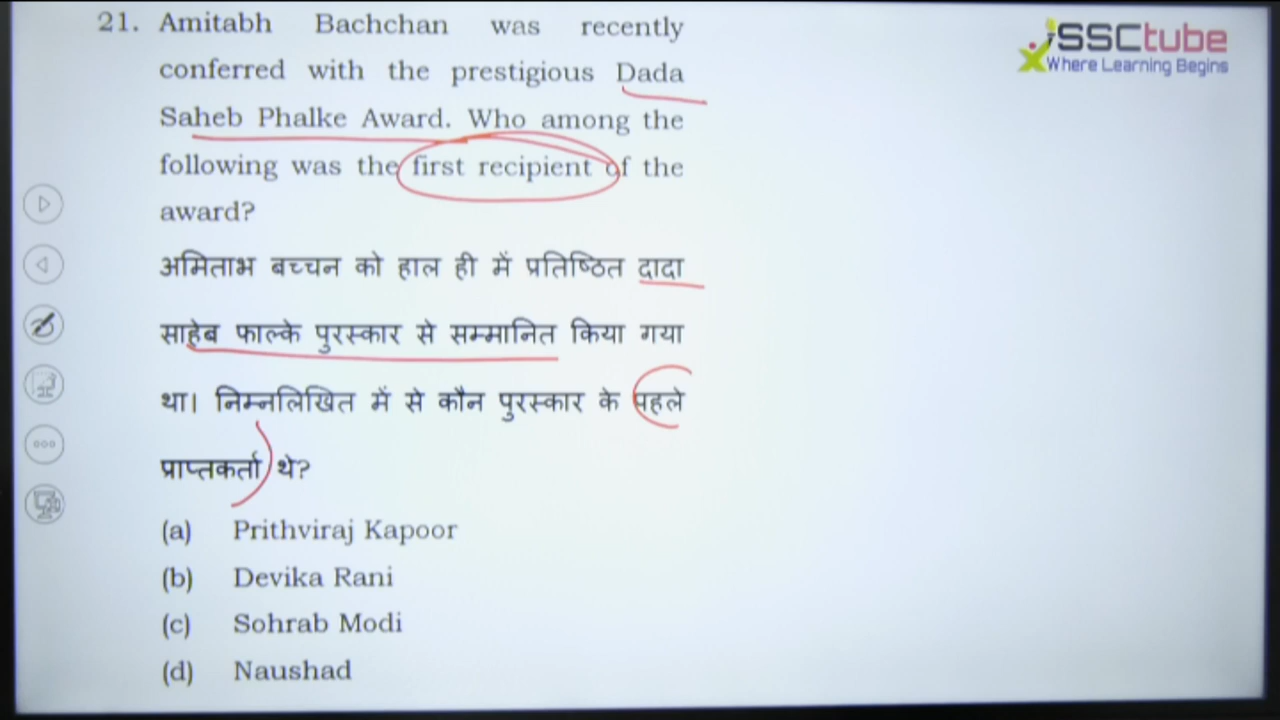 21. Amitabh Bachchan was recently
conferred with the prestigious Dada
Saheb Phalke Award. Who among the
following was the first recipient of the
award?
अमिताभ बच्चन को हाल ही में प्रतिष्ठित दादा
साहेब फाल्के पुरस्कार से सम्मानित किया गया
था। निम्नलिखित में से कौन पुरस्कार के पहले
प्राप्तकर्ता थे?
(a) Prithviraj Kapoor
(b) Devika Rani
(c) Sohrab Modi
(d) Naushad
SSCtube
Where Learning Begins